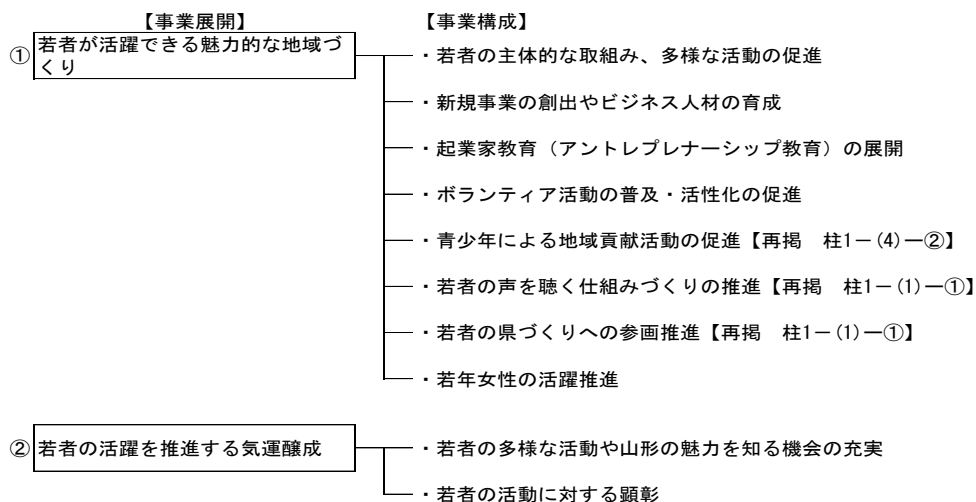 【事業展開】
【事業構成】
① 若者が活躍できる魅力的な地域づ
くり
・若者の主体的な取組み、多様な活動の促進
・新規事業の創出やビジネス人材の育成
・起業家教育（アントレプレナーシップ教育）の展開
・ボランティア活動の普及・活性化の促進
・青少年による地域貢献活動の促進【再掲　柱1－(4)－②】
・若者の声を聴く仕組みづくりの推進【再掲　柱1－(1)－①】
・若者の県づくりへの参画推進【再掲　柱1－(1)－①】
・若年女性の活躍推進
② 若者の活躍を推進する気運醸成
・若者の多様な活動や山形の魅力を知る機会の充実
・若者の活動に対する顕彰